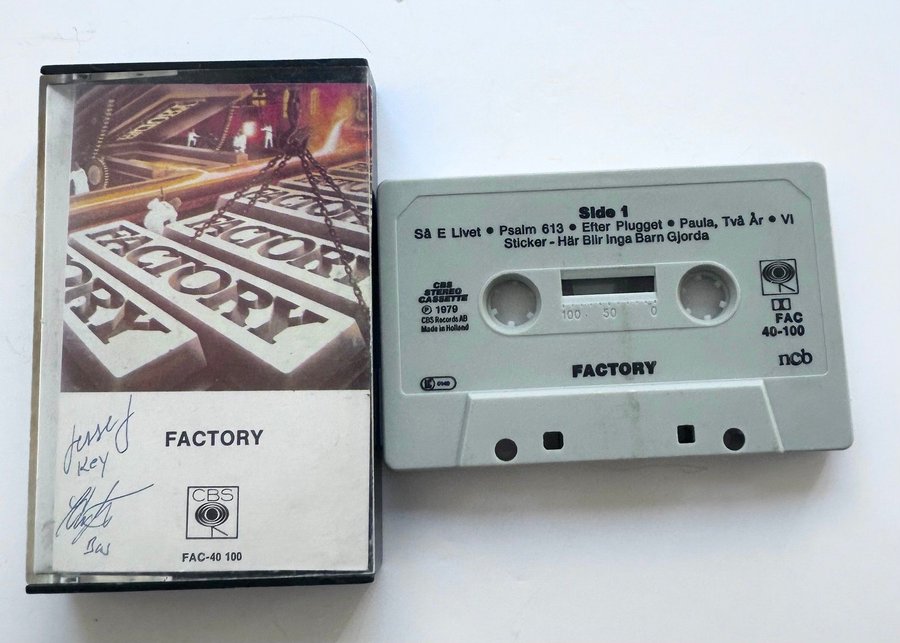 FACTORY
FACTORY
FACTORY
FACTORY
Jesse J
Key
Bas
FACTORY
CBS
FAC-40 100
Side 1
Så E Livet • Psalm 613 • Efter Plugget • Paula, Två År • Vi
Sticker - Här Blir Inga Barn Gjorda
CBS
STEREO
CASSETTE
Ⓟ 1979
CBS Records AB
Made in Holland
100 50 0
FAC
40-100
ncb
FACTORY